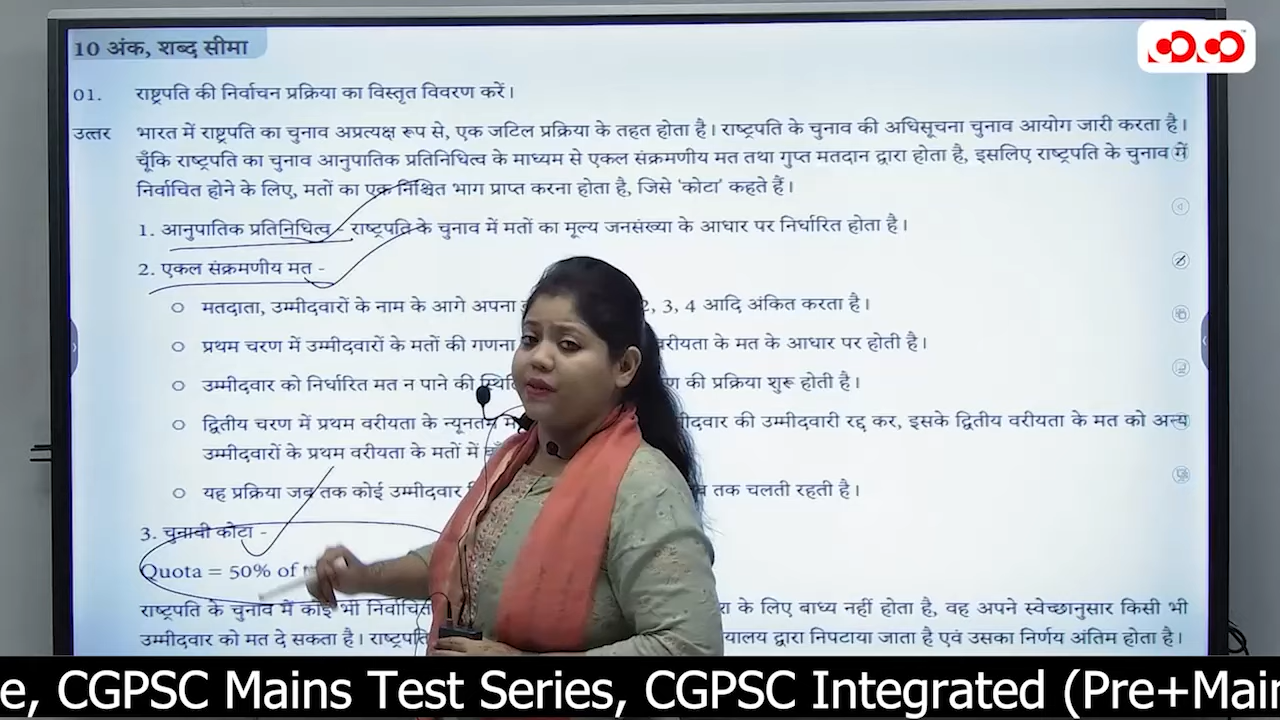 10 अंक, शब्द सीमा
01. राष्ट्रपति की निर्वाचन प्रक्रिया का विस्तृत विवरण करें।
उत्तर भारत में राष्ट्रपति का चुनाव अप्रत्यक्ष रूप से, एक जटिल प्रक्रिया के तहत होता है। राष्ट्रपति के चुनाव की अधिसूचना चुनाव आयोग जारी करता है।
चूँकि राष्ट्रपति का चुनाव आनुपातिक प्रतिनिधित्व के माध्यम से एकल संक्रमणीय मत तथा गुप्त मतदान द्वारा होता है, इसलिए राष्ट्रपति के चुनाव में
निर्वाचित होने के लिए, मतों का एक निश्चित भाग प्राप्त करना होता है, जिसे 'कोटा' कहते हैं।
1. आनुपातिक प्रतिनिधित्व - राष्ट्रपति के चुनाव में मतों का मूल्य जनसंख्या के आधार पर निर्धारित होता है।
2. एकल संक्रमणीय मत -
मतदाता, उम्मीदवारों के नाम के आगे अपना 2, 3, 4 आदि अंकित करता है।
प्रथम चरण में उम्मीदवारों के मतों की गणना वरीयता के मत के आधार पर होती है।
उम्मीदवार को निर्धारित मत न पाने की स्थिति की प्रक्रिया शुरू होती है।
द्वितीय चरण में प्रथम वरीयता के न्यूनतम की उम्मीदवारी रद्द कर, इसके द्वितीय वरीयता के मत को अन्य
उम्मीदवारों के प्रथम वरीयता के मतों में
यह प्रक्रिया जब तक कोई उम्मीदवार तक चलती रहती है।
3. चुनावी कोटा -
Quota = 50% of
राष्ट्रपति के चुनाव में कोई भी निर्वाचित के लिए बाध्य नहीं होता है, वह अपने स्वेच्छानुसार किसी भी
उम्मीदवार को मत दे सकता है। द्वारा निपटाया जाता है एवं उसका निर्णय अंतिम होता है।
CGPSC Mains Test Series, CGPSC Integrated